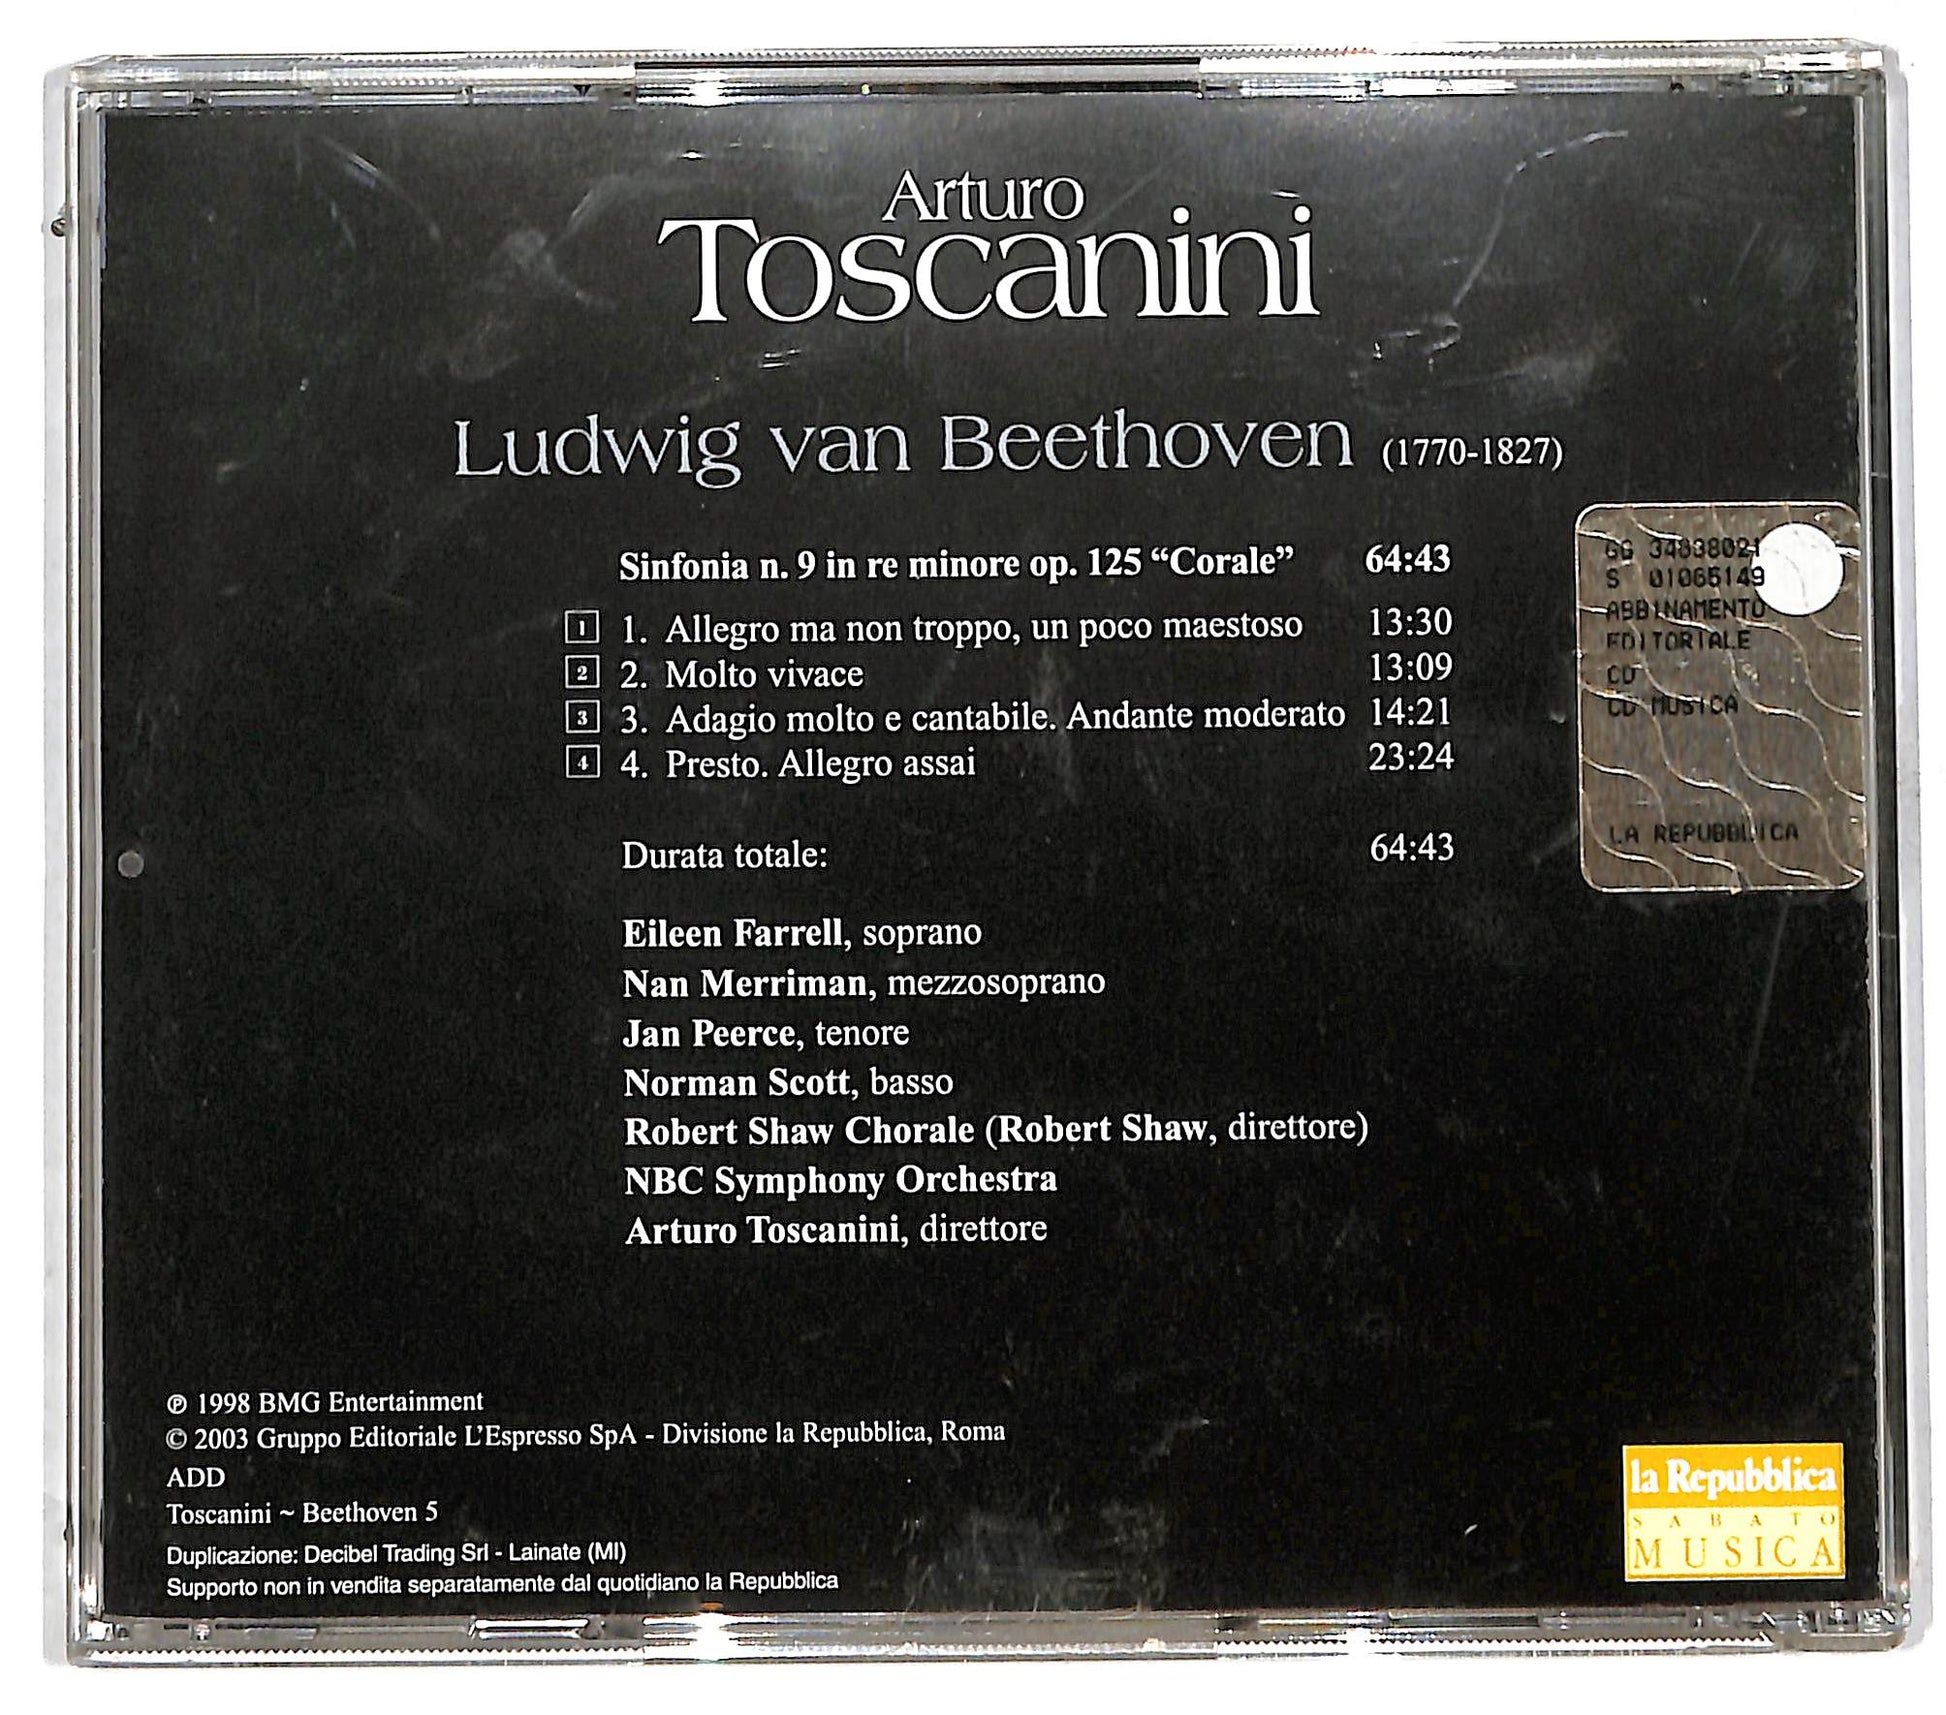 Arturo
Toscanini
Ludwig van Beethoven (1770-1827)
Sinfonia n. 9 in re minore op. 125 “Corale” 64:43
1 1. Allegro ma non troppo, un poco maestoso 13:30
2 2. Molto vivace 13:09
3 3. Adagio molto e cantabile. Andante moderato 14:21
4 4. Presto. Allegro assai 23:24
Durata totale: 64:43
Eileen Farrell, soprano
Nan Merriman, mezzosoprano
Jan Peerce, tenore
Norman Scott, basso
Robert Shaw Chorale (Robert Shaw, direttore)
NBC Symphony Orchestra
Arturo Toscanini, direttore
GG 34838021
S 01065149
ABBINAMENTO
EDITORIALE
CD
CD MUSICA
LA REPUBBLICA
℗ 1998 BMG Entertainment
© 2003 Gruppo Editoriale L'Espresso SpA - Divisione la Repubblica, Roma
ADD
Toscanini ~ Beethoven 5
Duplicazione: Decibel Trading Srl - Lainate (MI)
Supporto non in vendita separatamente dal quotidiano la Repubblica
la Repubblica
SABATO
MUSICA